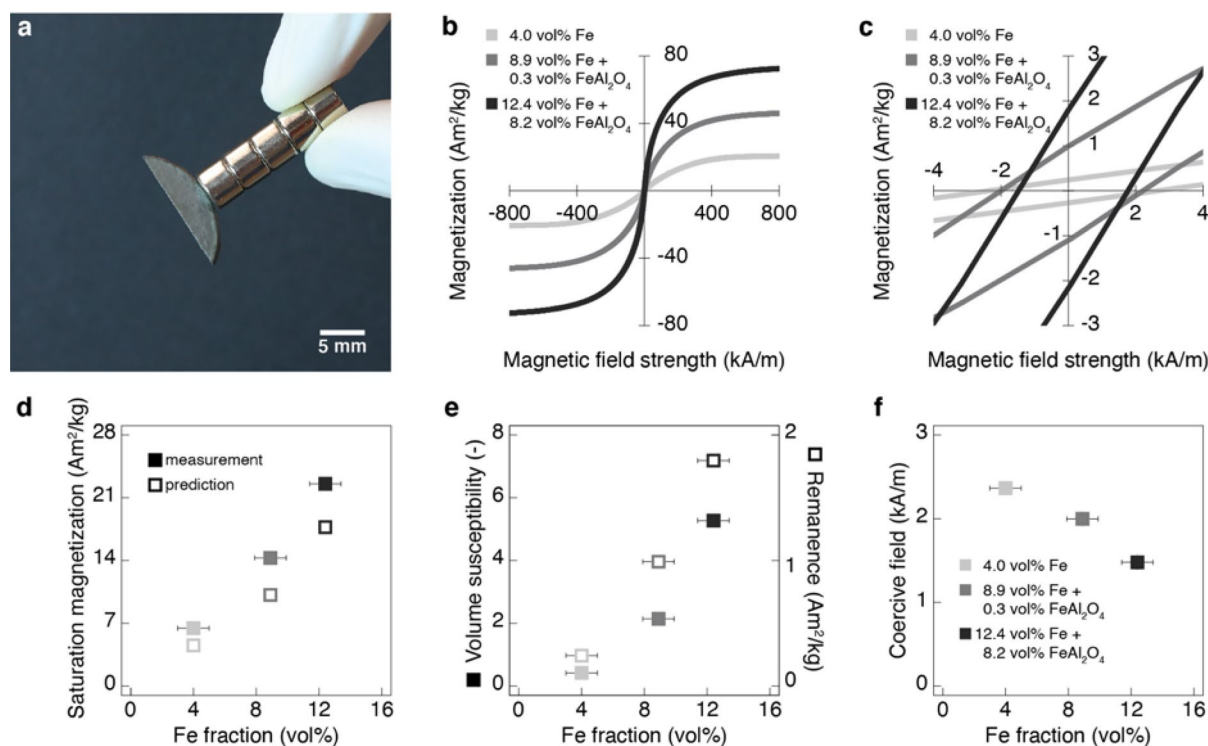 a
5 mm
b
4.0 vol% Fe
8.9 vol% Fe +
0.3 vol% FeAl₂O₄
12.4 vol% Fe +
8.2 vol% FeAl₂O₄
Magnetization (Am²/kg)
80
40
-800 -400 400 800
-40
-80
Magnetic field strength (kA/m)
c
4.0 vol% Fe
8.9 vol% Fe +
0.3 vol% FeAl₂O₄
12.4 vol% Fe +
8.2 vol% FeAl₂O₄
Magnetization (Am²/kg)
3
2
1
-4 -2 2 4
-1
-2
-3
Magnetic field strength (kA/m)
d
Saturation magnetization (Am²/kg)
28
21
14
7
0
measurement
prediction
0 4 8 12 16
Fe fraction (vol%)
e
Volume susceptibility (-)
8
6
4
2
0
2
1
0
Remanence (Am²/kg)
0 4 8 12 16
Fe fraction (vol%)
f
Coercive field (kA/m)
3
2
1
0
4.0 vol% Fe
8.9 vol% Fe +
0.3 vol% FeAl₂O₄
12.4 vol% Fe +
8.2 vol% FeAl₂O₄
0 4 8 12 16
Fe fraction (vol%)